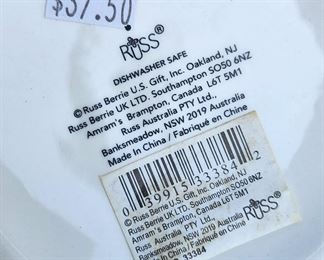 $37.50
RUSS
DISHWASHER SAFE
© Russ Berrie U.S. Gift, Inc. Oakland, NJ
Russ Berrie UK LTD. Southampton SO50 6NZ
Amram's Brampton, Canada L6T 5M1
Russ Australia PTY Ltd.,
Banksmeadow, NSW 2019 Australia
Made in China / Fabriqué en Chine
0 39915 33384 2
© Russ Berrie U.S. Gift, Inc. Oakland, NJ
Russ Berrie UK LTD. Southampton SO50 6NZ
Amram's Brampton, Canada L6T 5M1
Russ Australia PTY Ltd.,
Banksmeadow, NSW 2019 Australia
Made in China / Fabriqué en Chine
33384
RUSS